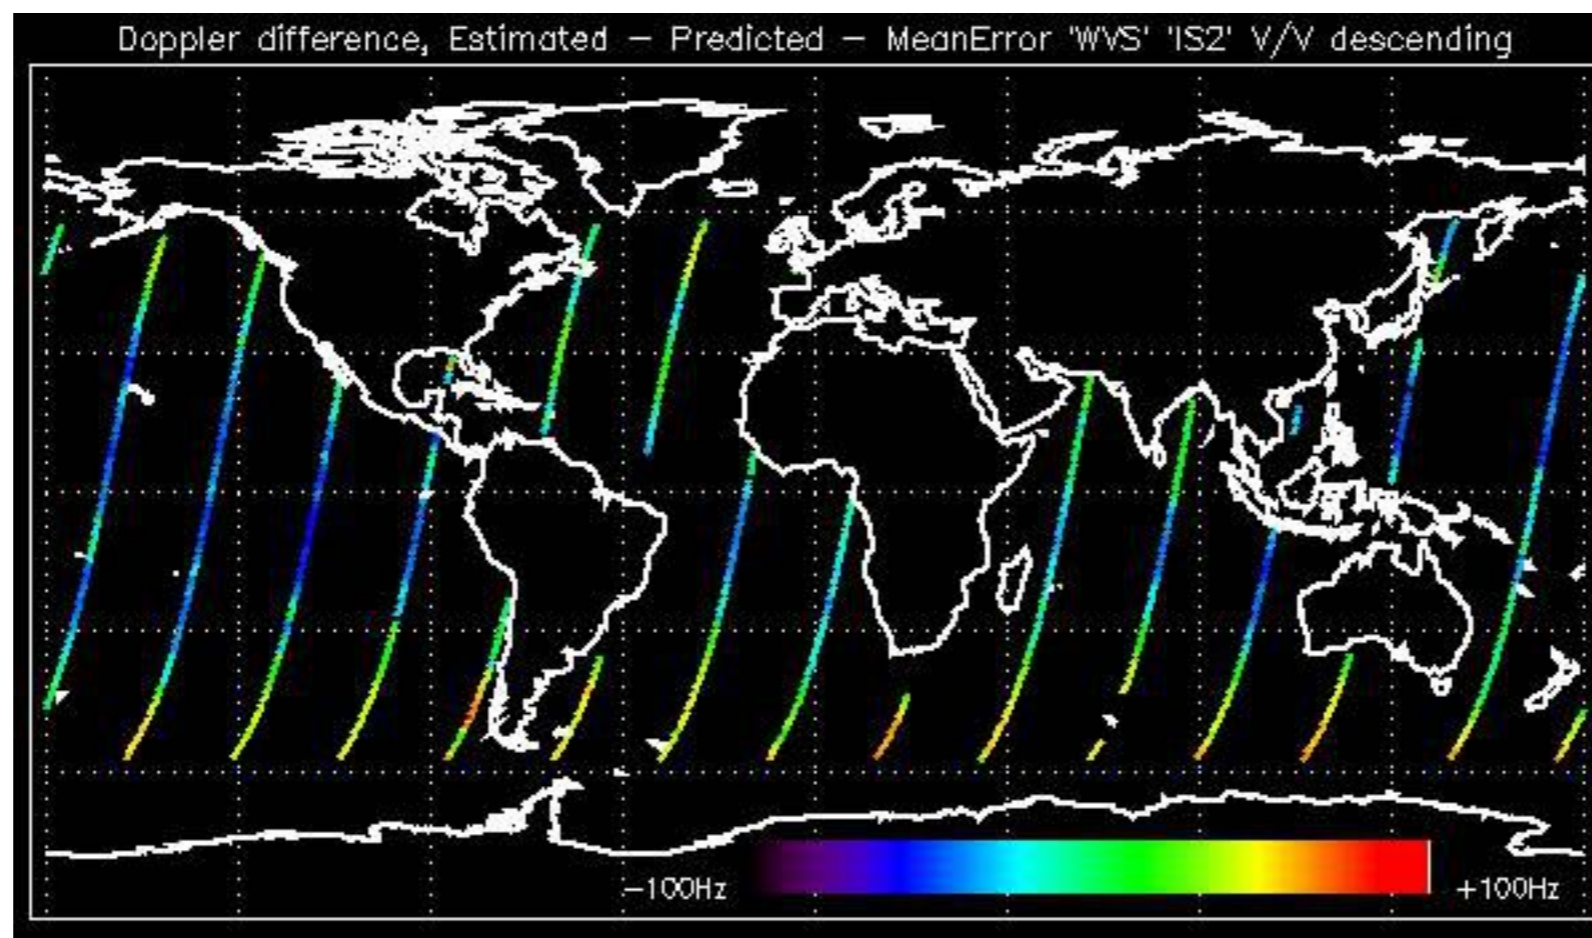 Doppler difference, Estimated – Predicted – MeanError 'WVS' 'IS2' V/V descending
-100Hz
+100Hz